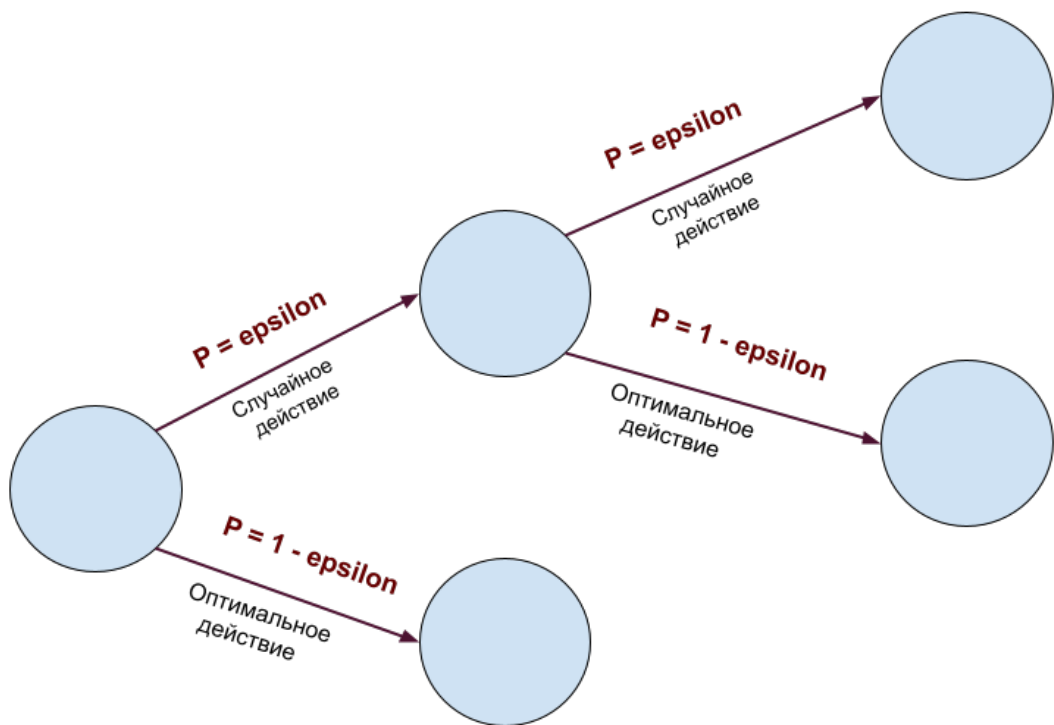 P = epsilon
Случайное
действие
P = 1 - epsilon
Оптимальное
действие
P = epsilon
Случайное
действие
P = 1 - epsilon
Оптимальное
действие